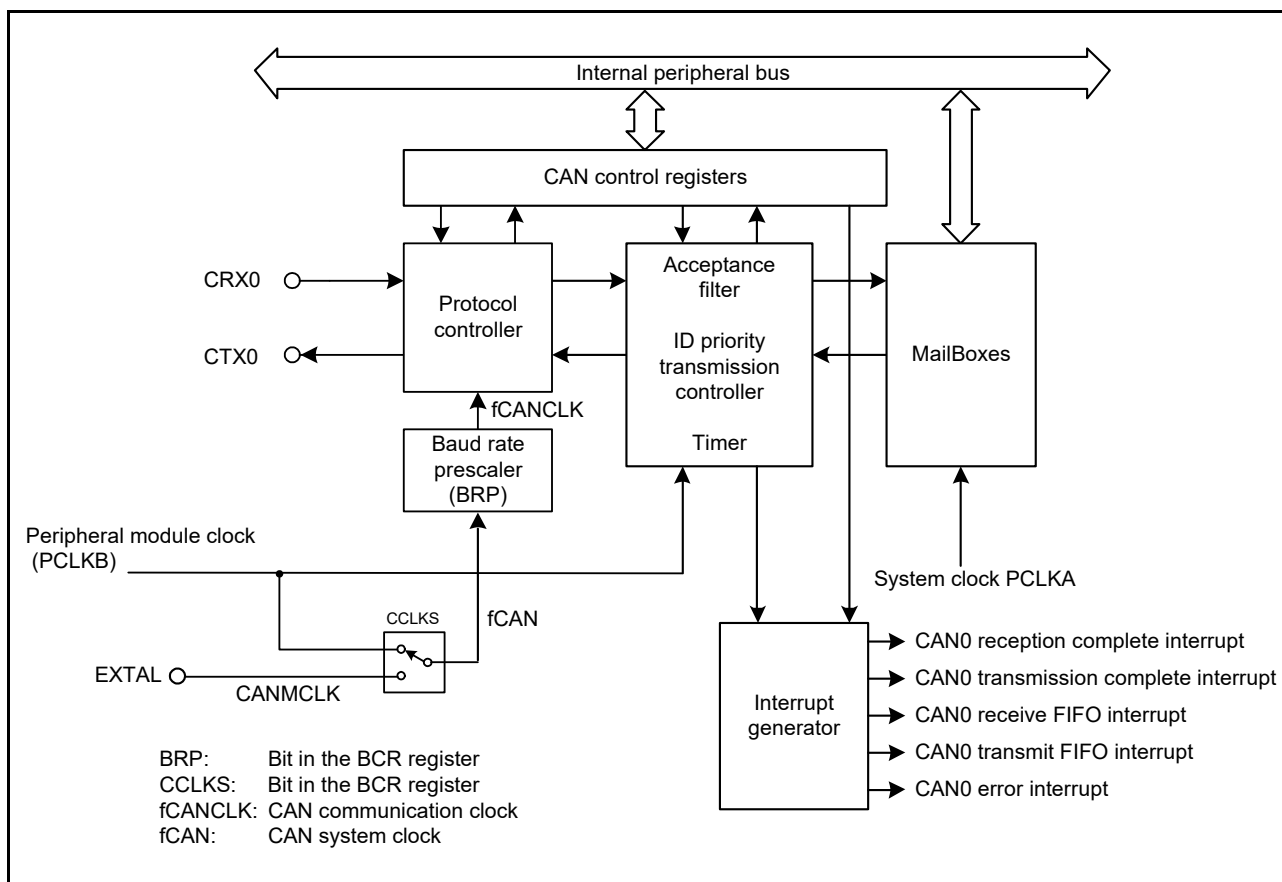 Internal peripheral bus
CAN control registers
CRX0
CTX0
Protocol
controller
Acceptance
filter
ID priority
transmission
controller
Timer
MailBoxes
fCANCLK
Baud rate
prescaler
(BRP)
Peripheral module clock
(PCLKB)
System clock PCLKA
CCLKS
fCAN
EXTAL
CANMCLK
Interrupt
generator
CAN0 reception complete interrupt
CAN0 transmission complete interrupt
CAN0 receive FIFO interrupt
CAN0 transmit FIFO interrupt
CAN0 error interrupt
BRP: Bit in the BCR register
CCLKS: Bit in the BCR register
fCANCLK: CAN communication clock
fCAN: CAN system clock